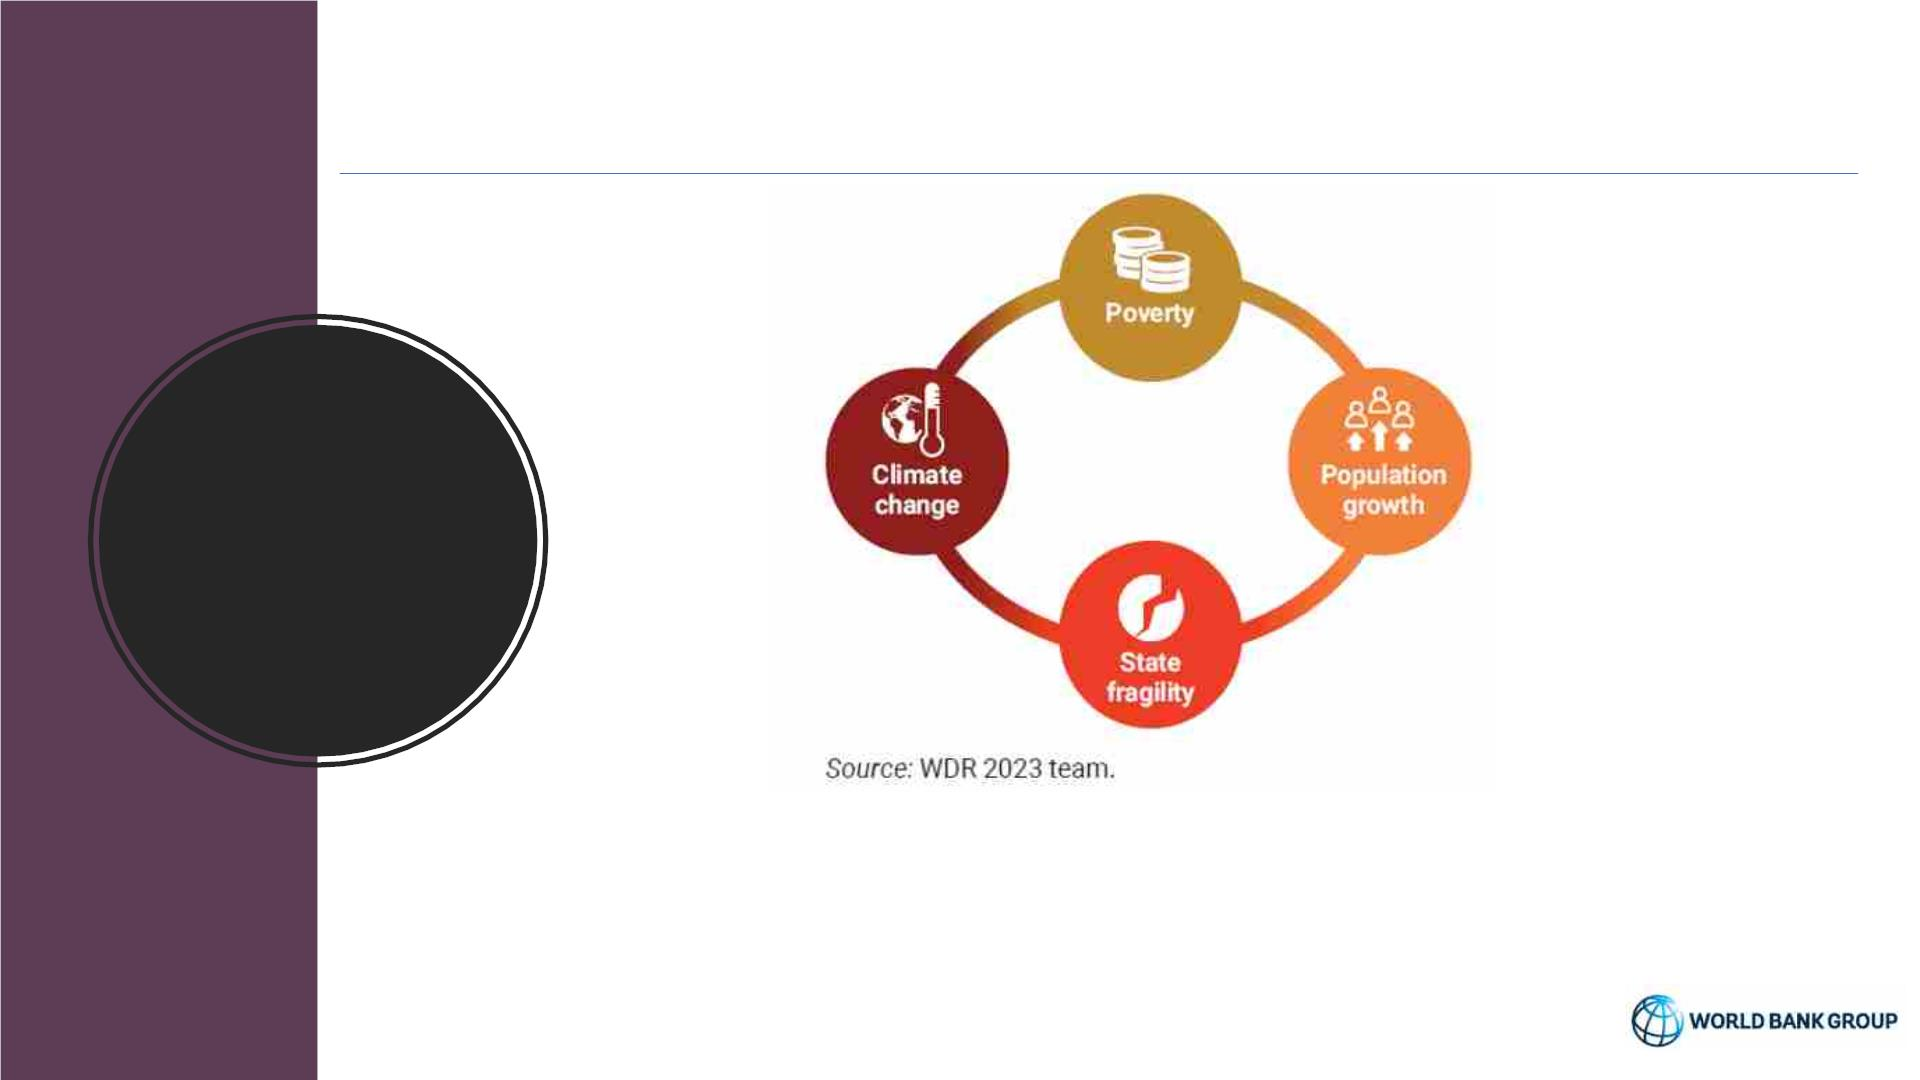 Poverty
Climate
change
Population
growth
State
fragility
Source: WDR 2023 team.
WORLD BANK GROUP